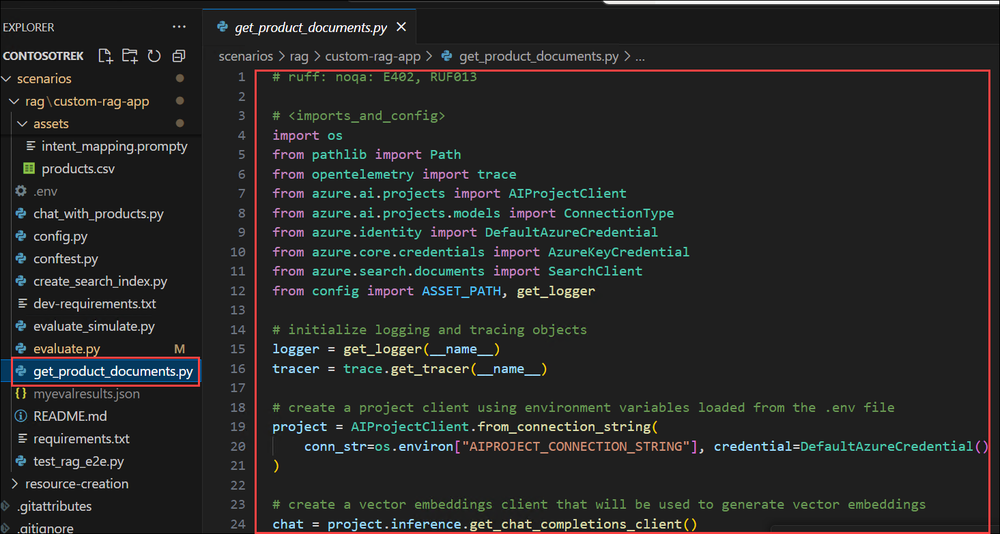 EXPLORER
...
CONTOSOTREK
scenarios
rag\custom-rag-app
assets
intent_mapping.prompty
products.csv
.env
chat_with_products.py
config.py
conftest.py
create_search_index.py
dev-requirements.txt
evaluate_simulate.py
evaluate.py M
get_product_documents.py
myevalresults.json
README.md
requirements.txt
test_rag_e2e.py
resource-creation
.gitattributes
.gitignore
get_product_documents.py
scenarios > rag > custom-rag-app > get_product_documents.py > ...
1 # ruff: noqa: E402, RUF013
2
3 # <imports_and_config>
4 import os
5 from pathlib import Path
6 from opentelemetry import trace
7 from azure.ai.projects import AIProjectClient
8 from azure.ai.projects.models import ConnectionType
9 from azure.identity import DefaultAzureCredential
10 from azure.core.credentials import AzureKeyCredential
11 from azure.search.documents import SearchClient
12 from config import ASSET_PATH, get_logger
13
14 # initialize logging and tracing objects
15 logger = get_logger(__name__)
16 tracer = trace.get_tracer(__name__)
17
18 # create a project client using environment variables loaded from the .env file
19 project = AIProjectClient.from_connection_string(
20     conn_str=os.environ["AIPROJECT_CONNECTION_STRING"], credential=DefaultAzureCredential()
21 )
22
23 # create a vector embeddings client that will be used to generate vector embeddings
24 chat = project.inference.get_chat_completions_client()